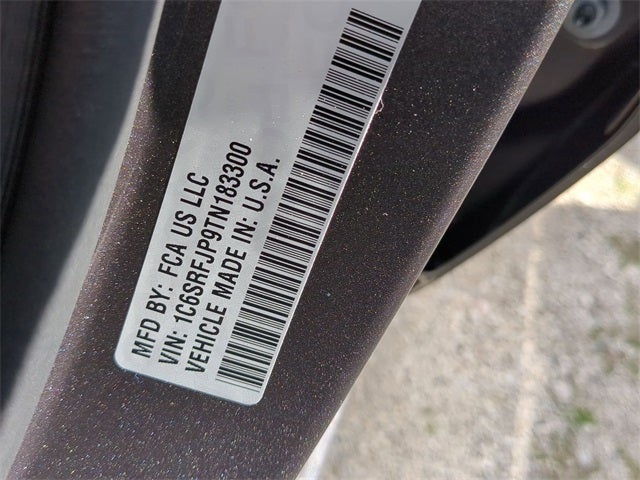 MFD BY: FCA US LLC
VIN: 1C6SRFJP9TN183300
VEHICLE MADE IN: U.S.A.